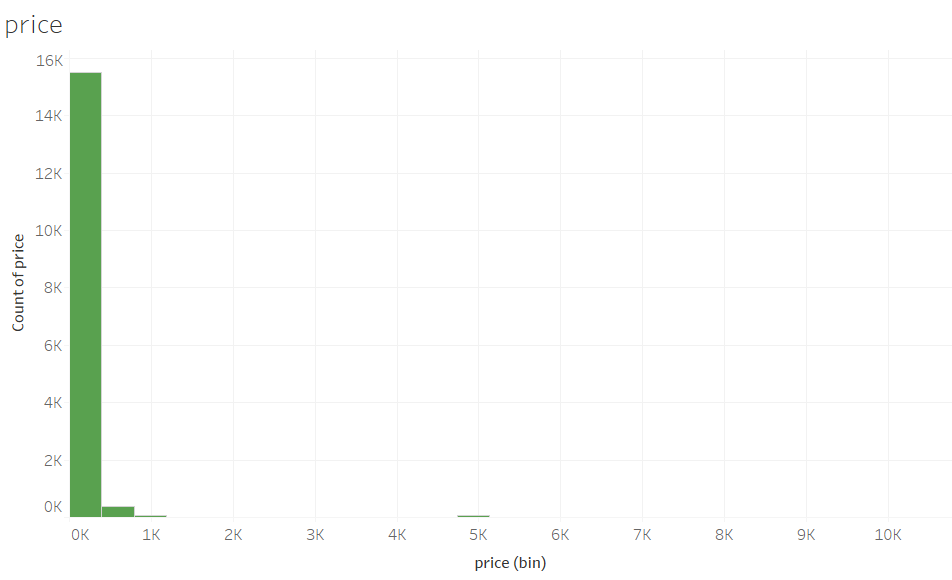 price
16K
14K
12K
10K
8K
6K
4K
2K
0K
Count of price
0K 1K 2K 3K 4K 5K 6K 7K 8K 9K 10K
price (bin)